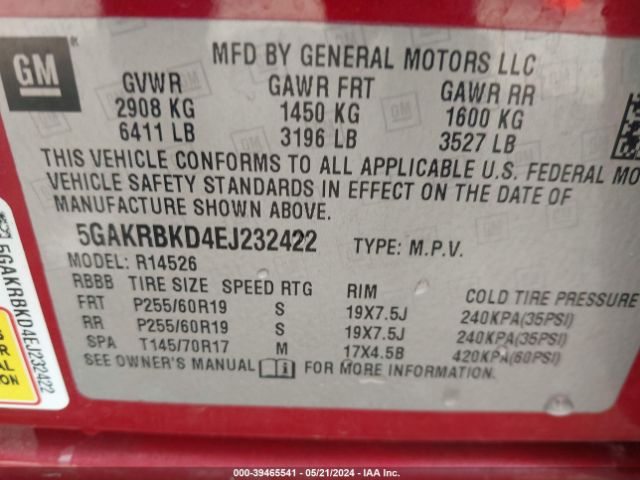 GM
MFD BY GENERAL MOTORS LLC
GVWR GAWR FRT GAWR RR
2908 KG 1450 KG 1600 KG
6411 LB 3196 LB 3527 LB
THIS VEHICLE CONFORMS TO ALL APPLICABLE U.S. FEDERAL MO
VEHICLE SAFETY STANDARDS IN EFFECT ON THE DATE OF
MANUFACTURE SHOWN ABOVE.
5GAKRBKD4EJ232422 TYPE: M.P.V.
MODEL: R14526
RBBB TIRE SIZE SPEED RTG RIM COLD TIRE PRESSURE
FRT P255/60R19 S 19X7.5J 240KPA(35PSI)
RR P255/60R19 S 19X7.5J 240KPA(35PSI)
SPA T145/70R17 M 17X4.5B 420KPA(60PSI)
SEE OWNER'S MANUAL i FOR MORE INFORMATION.
5GAKRBKD4EJ232422
000-39465541 - 05/21/2024 - IAA Inc.